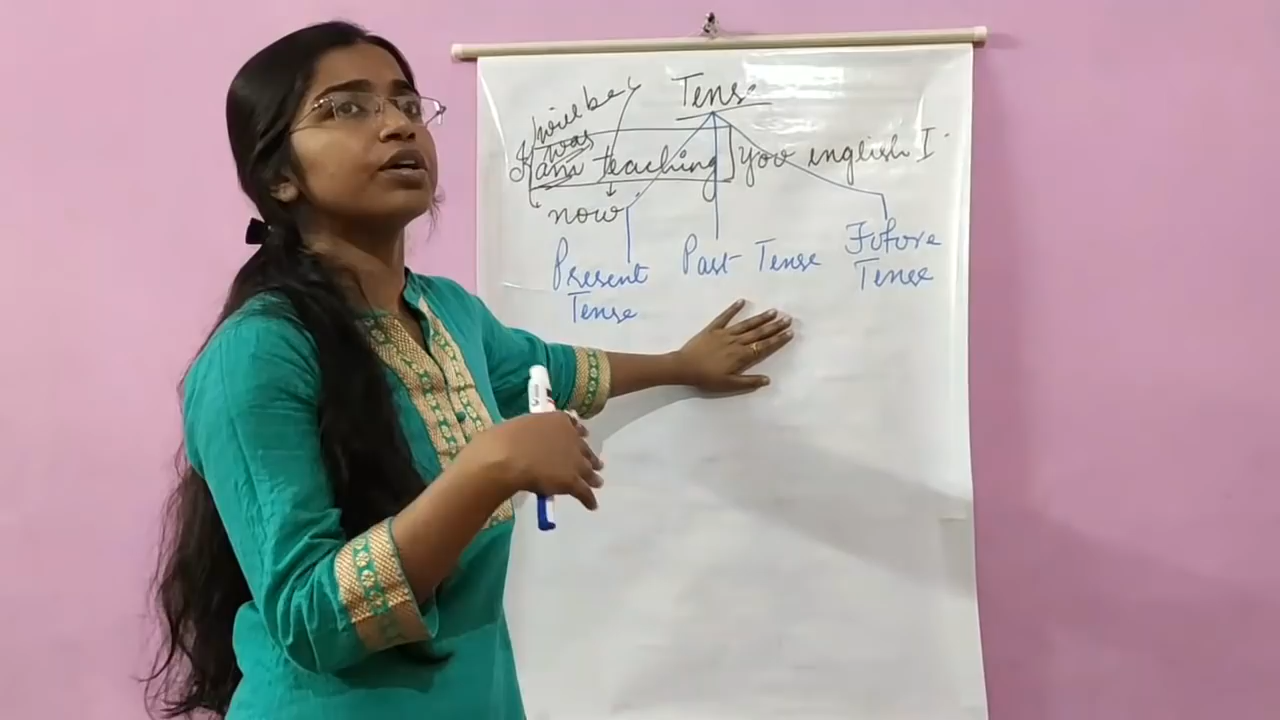 Tense
will be
was
I am teaching you english I
now
Present Tense
Past Tense
Future Tense